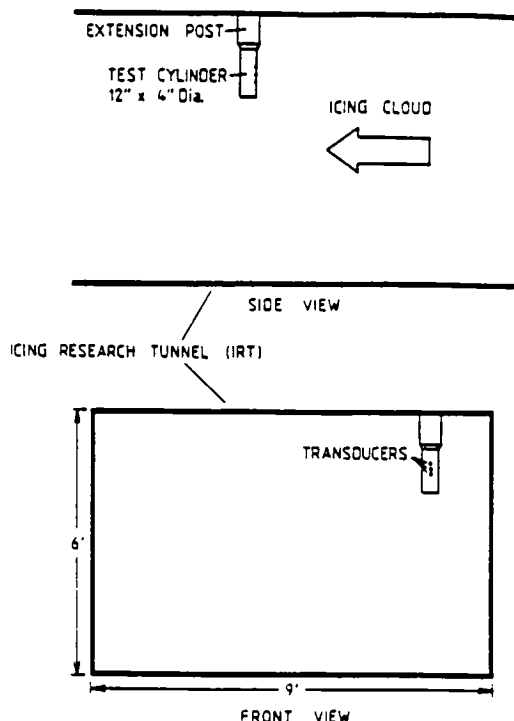 EXTENSION POST
TEST CYLINDER
12" x 4" Dia.
ICING CLOUD
SIDE VIEW
ICING RESEARCH TUNNEL (IRT)
TRANSDUCERS
6'
9'
FRONT VIEW